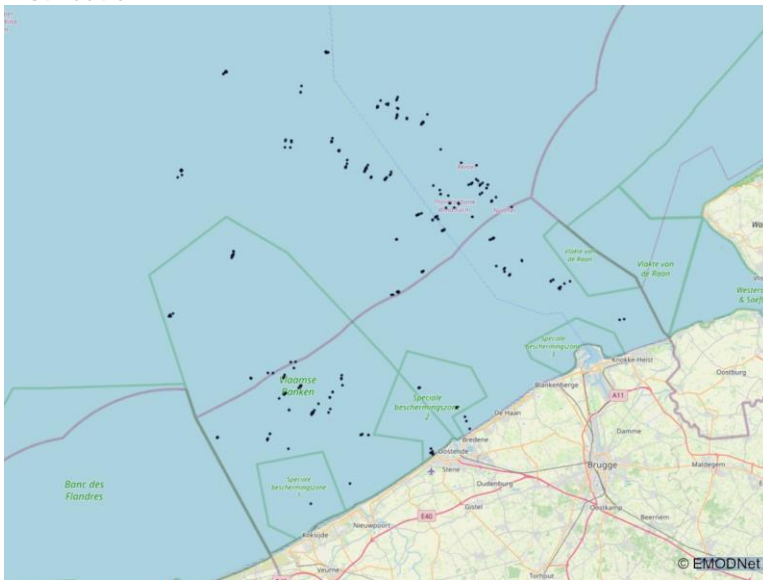 Vlakte van
de Raan
Vlakte van
de Raan
Speciale
beschermingszone
3
Knokke-Heist
Oostburg
Vlaamse
Banken
Speciale
beschermingszone
2
Blankenberge
A11
De Haan
Damme
Bredene
Oostende
Stene
Brugge
Maldegem
Banc des
Flandres
Speciale
beschermingszone
1
Oudenburg
Gistel
E40
Oostkamp
Beernem
Nieuwpoort
Koksijde
Veurne
Torhout
© EMODNet